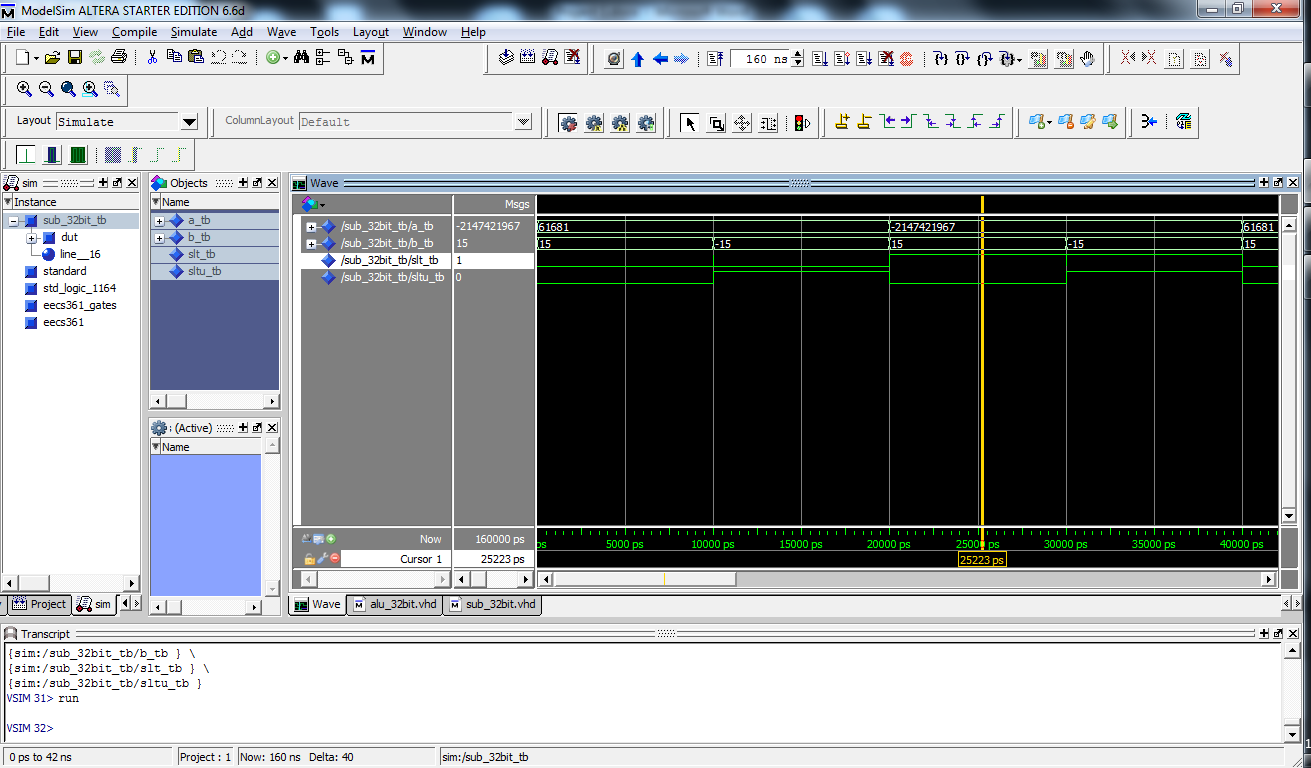 ModelSim ALTERA STARTER EDITION 6.6d
File Edit View Compile Simulate Add Wave Tools Layout Window Help
160 ns
Layout Simulate
ColumnLayout Default
sim
Instance
sub_32bit_tb
dut
line__16
standard
std_logic_1164
eecs361_gates
eecs361
Project sim
Objects
Name
a_tb
b_tb
slt_tb
sltu_tb
(Active)
Name
Wave
Msgs
/sub_32bit_tb/a_tb -2147421967 61681 -2147421967 61681
/sub_32bit_tb/b_tb 15 15 -15 15 -15 15
/sub_32bit_tb/slt_tb 1
/sub_32bit_tb/sltu_tb 0
Now 160000 ps ps 5000 ps 10000 ps 15000 ps 20000 ps 25000 ps 30000 ps 35000 ps 40000 ps
Cursor 1 25223 ps 25223 ps
Wave alu_32bit.vhd sub_32bit.vhd
Transcript
{sim:/sub_32bit_tb/b_tb } \
{sim:/sub_32bit_tb/slt_tb } \
{sim:/sub_32bit_tb/sltu_tb }
VSIM 31> run
VSIM 32>
0 ps to 42 ns Project : 1 Now: 160 ns Delta: 40 sim:/sub_32bit_tb